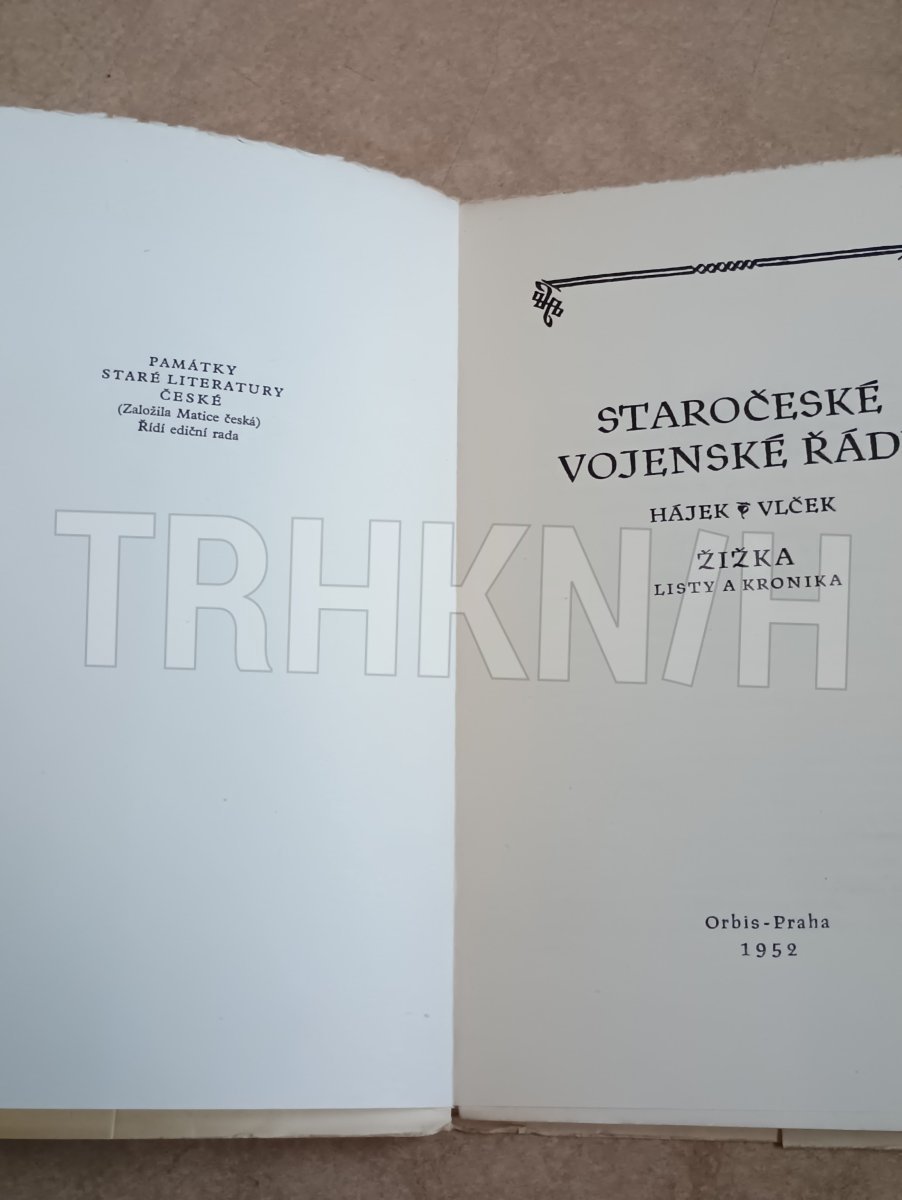 PAMÁTKY
STARÉ LITERATURY
ČESKÉ
(Založila Matice česká)
Řídí ediční rada
STAROČESKÉ
VOJENSKÉ ŘÁD
HÁJEK VLČEK
ŽIŽKA
LISTY A KRONIKA
Orbis-Praha
1952
TRHKN/H